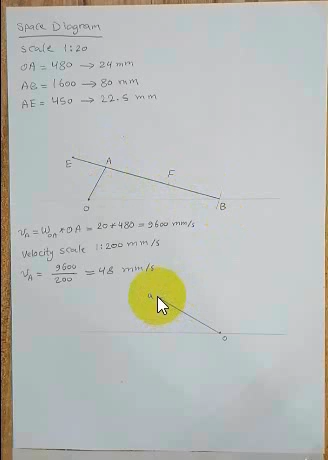 Space Diagram
Scale 1:20
OA = 480 → 24 mm
AB = 1600 → 80 mm
AE = 450 → 22.5 mm
E A F
O B
VA = WOA * OA = 20 * 480 = 9600 mm/s
Velocity scale 1:200 mm/s
VA = 9600/200 = 48 mm/s
a
o